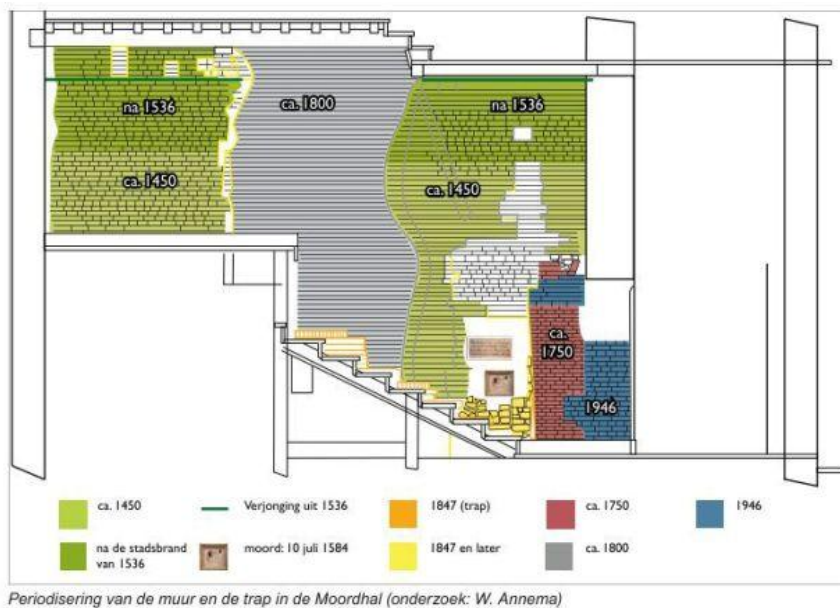 na 1536
ca. 1800
na 1536
ca. 1450
ca. 1450
ca.
1750
1946
ca. 1450
Verjonging uit 1536
1847 (trap)
ca. 1750
1946
na de stadsbrand
van 1536
moord: 10 juli 1584
1847 en later
ca. 1800
Periodisering van de muur en de trap in de Moordhal (onderzoek: W. Annema)